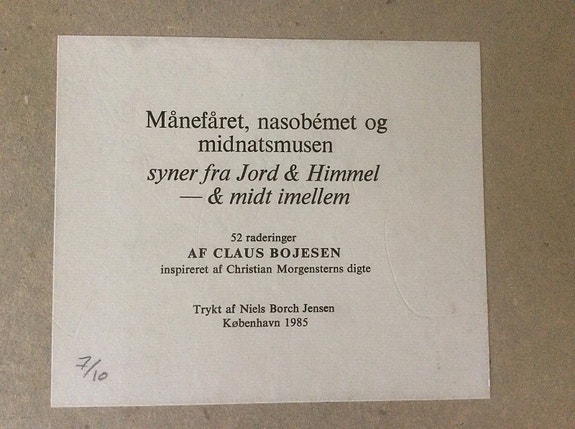 Månefåret, nasobémet og
midnatsmusen
syner fra Jord & Himmel
— & midt imellem
52 raderinger
AF CLAUS BOJESEN
inspireret af Christian Morgensterns digte
Trykt af Niels Borch Jensen
København 1985
7/10